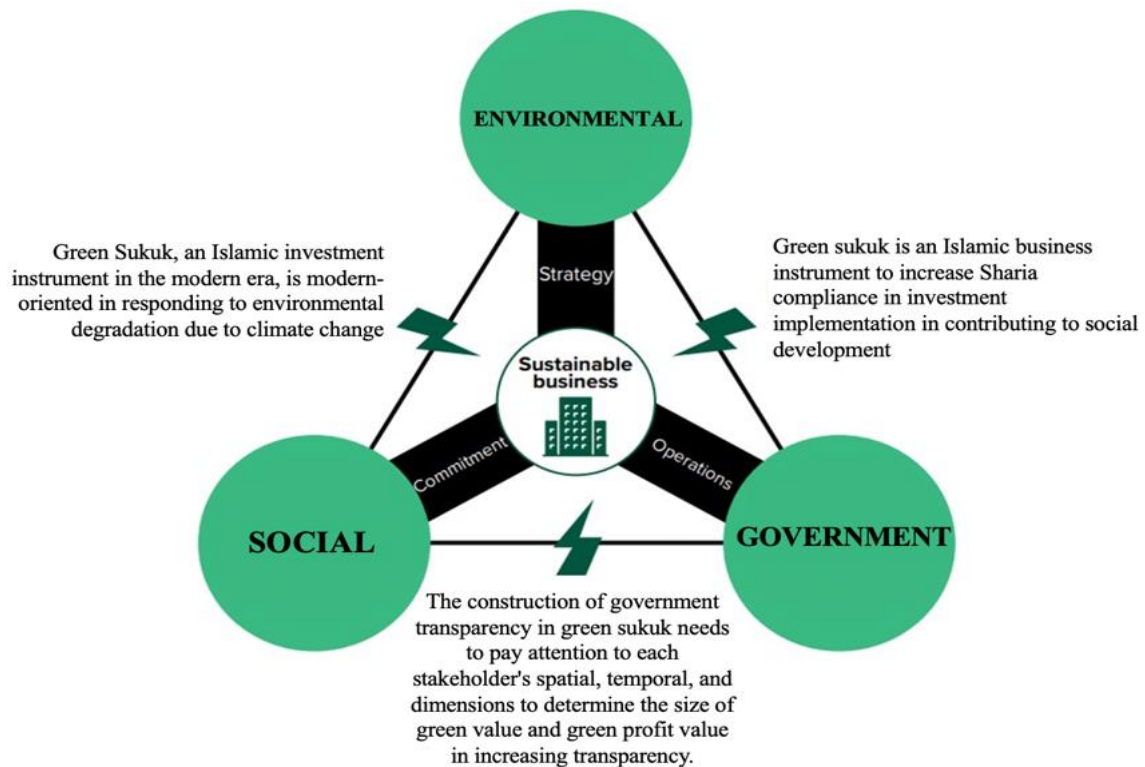 ENVIRONMENTAL
Green Sukuk, an Islamic investment
instrument in the modern era, is modern-
oriented in responding to environmental
degradation due to climate change
Strategy
Green sukuk is an Islamic business
instrument to increase Sharia
compliance in investment
implementation in contributing to social
development
Sustainable
business
Commitment
Operations
SOCIAL
GOVERNMENT
The construction of government
transparency in green sukuk needs
to pay attention to each
stakeholder's spatial, temporal, and
dimensions to determine the size of
green value and green profit value
in increasing transparency.